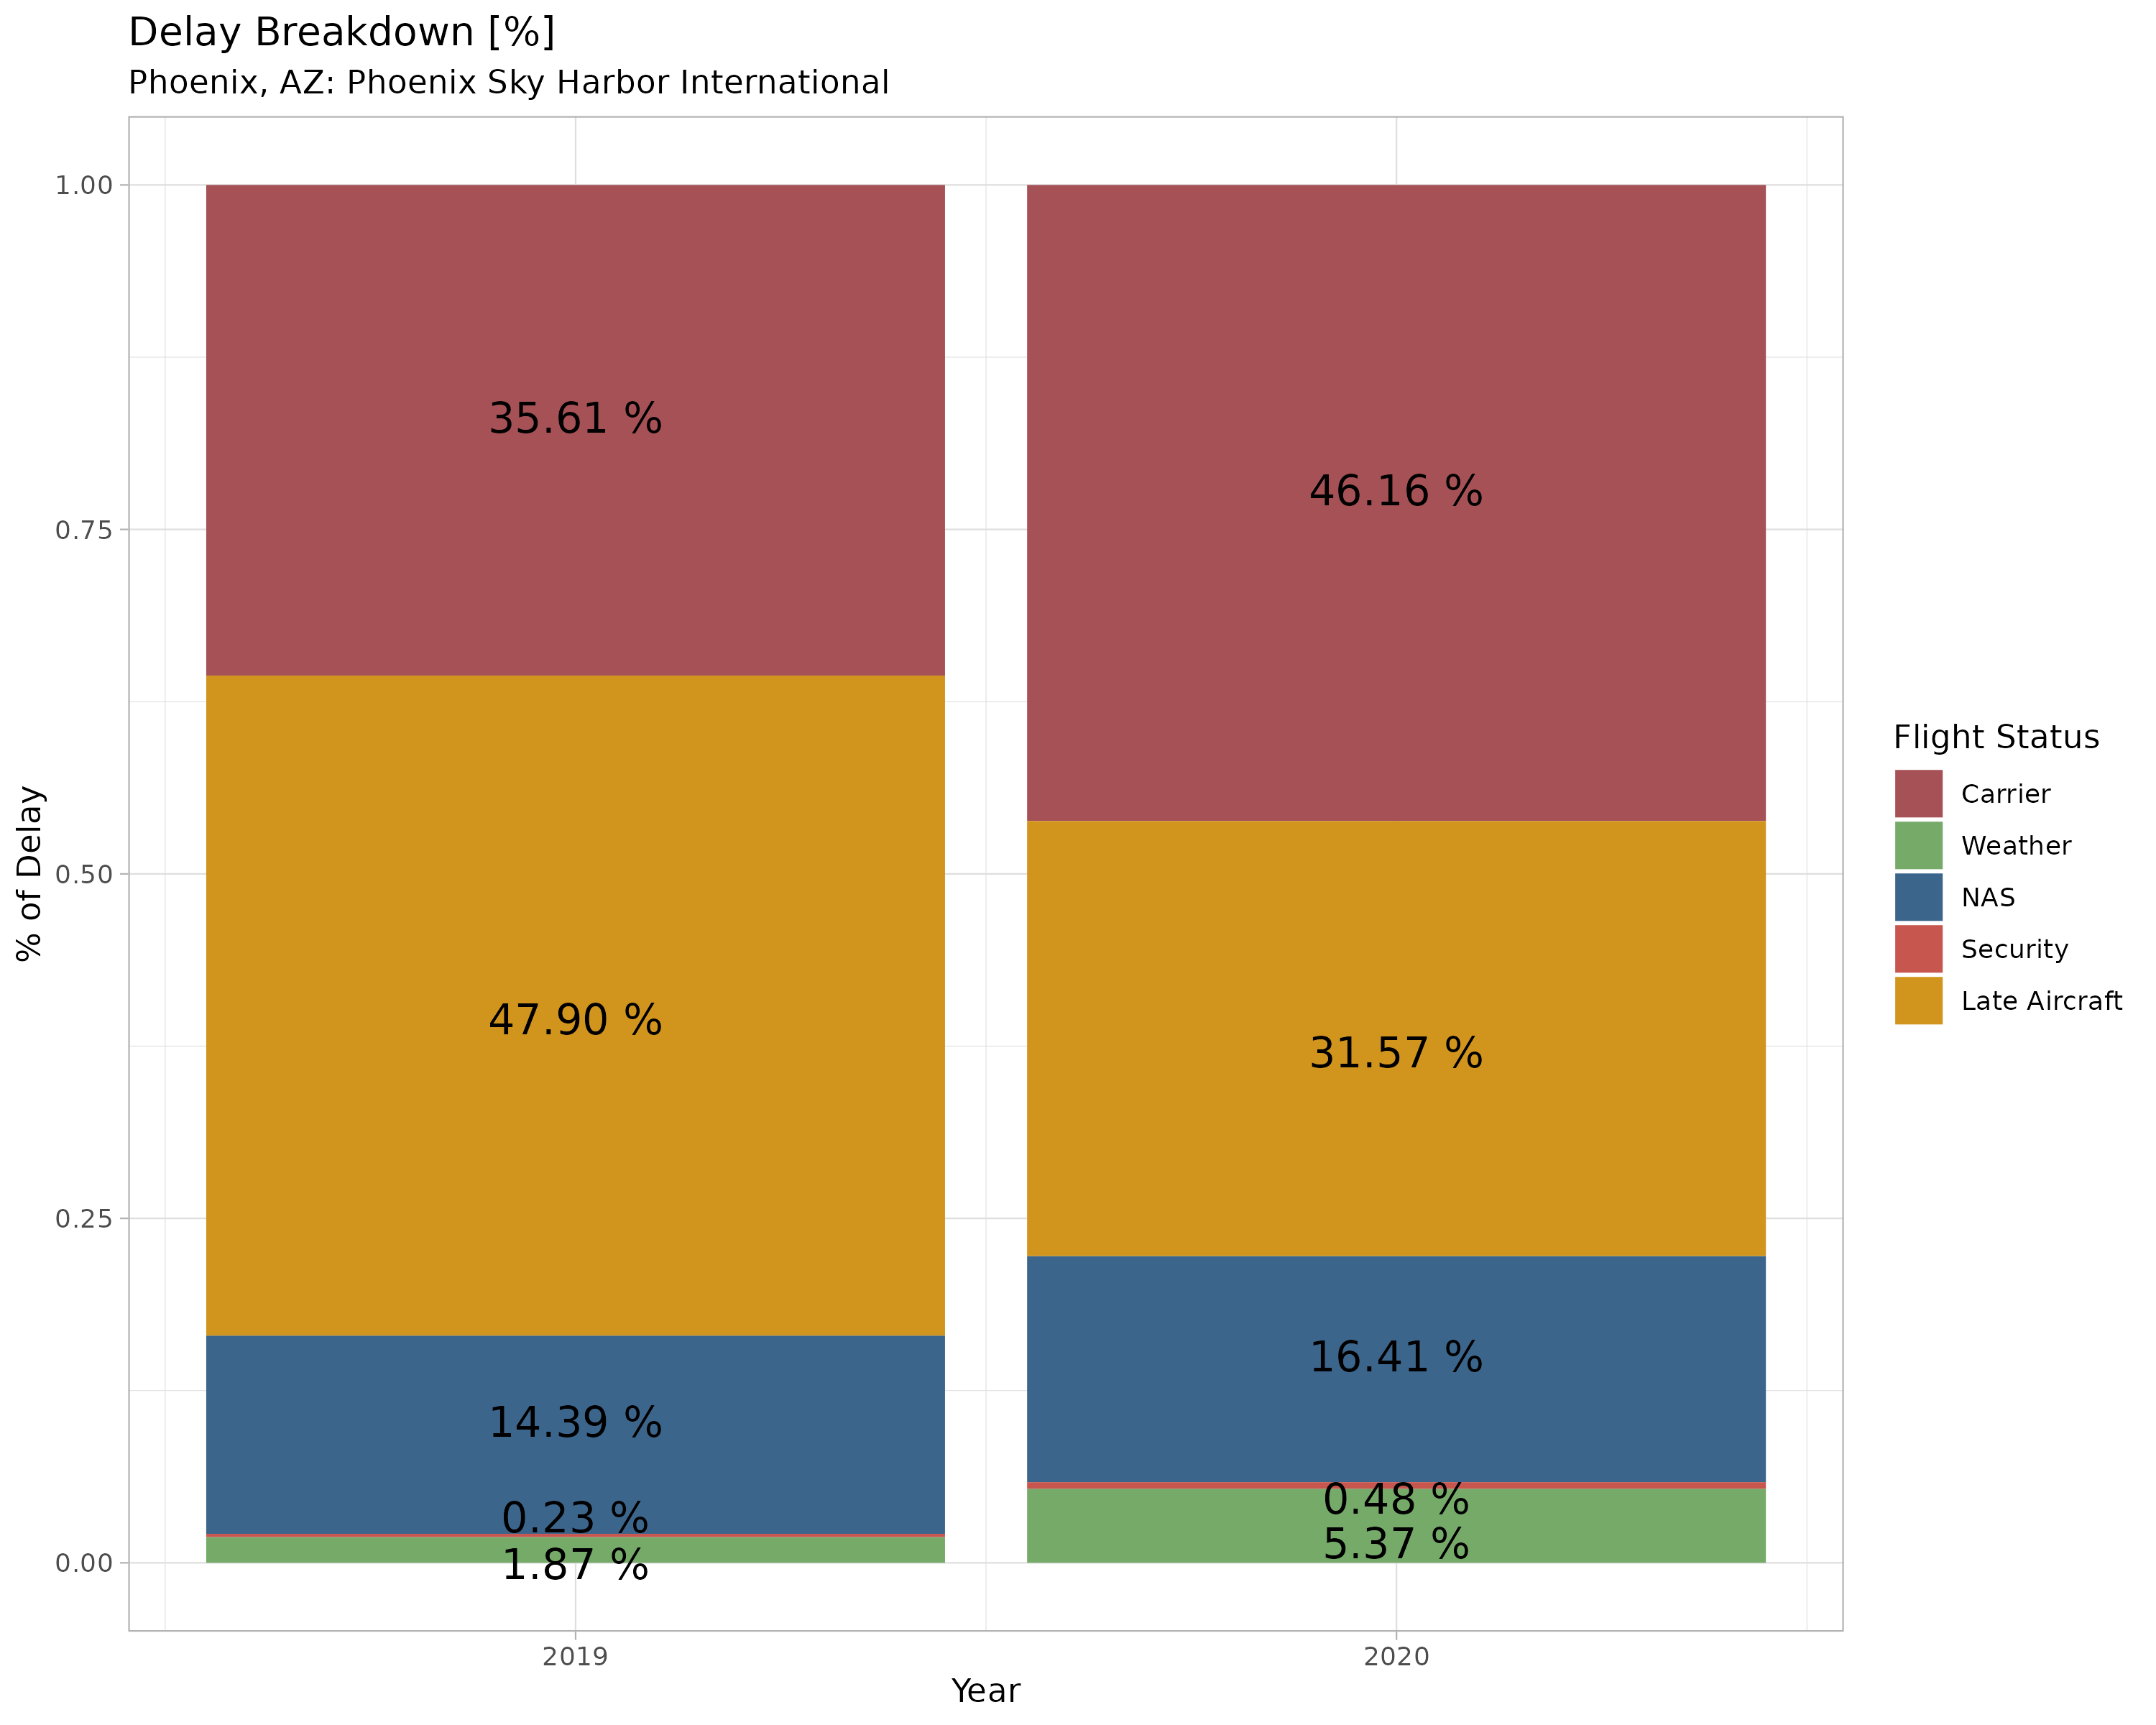 Delay Breakdown [%]
Phoenix, AZ: Phoenix Sky Harbor International
% of Delay
1.00
0.75
0.50
0.25
0.00
35.61 %
47.90 %
14.39 %
0.23 %
1.87 %
46.16 %
31.57 %
16.41 %
0.48 %
5.37 %
2019
2020
Year
Flight Status
Carrier
Weather
NAS
Security
Late Aircraft